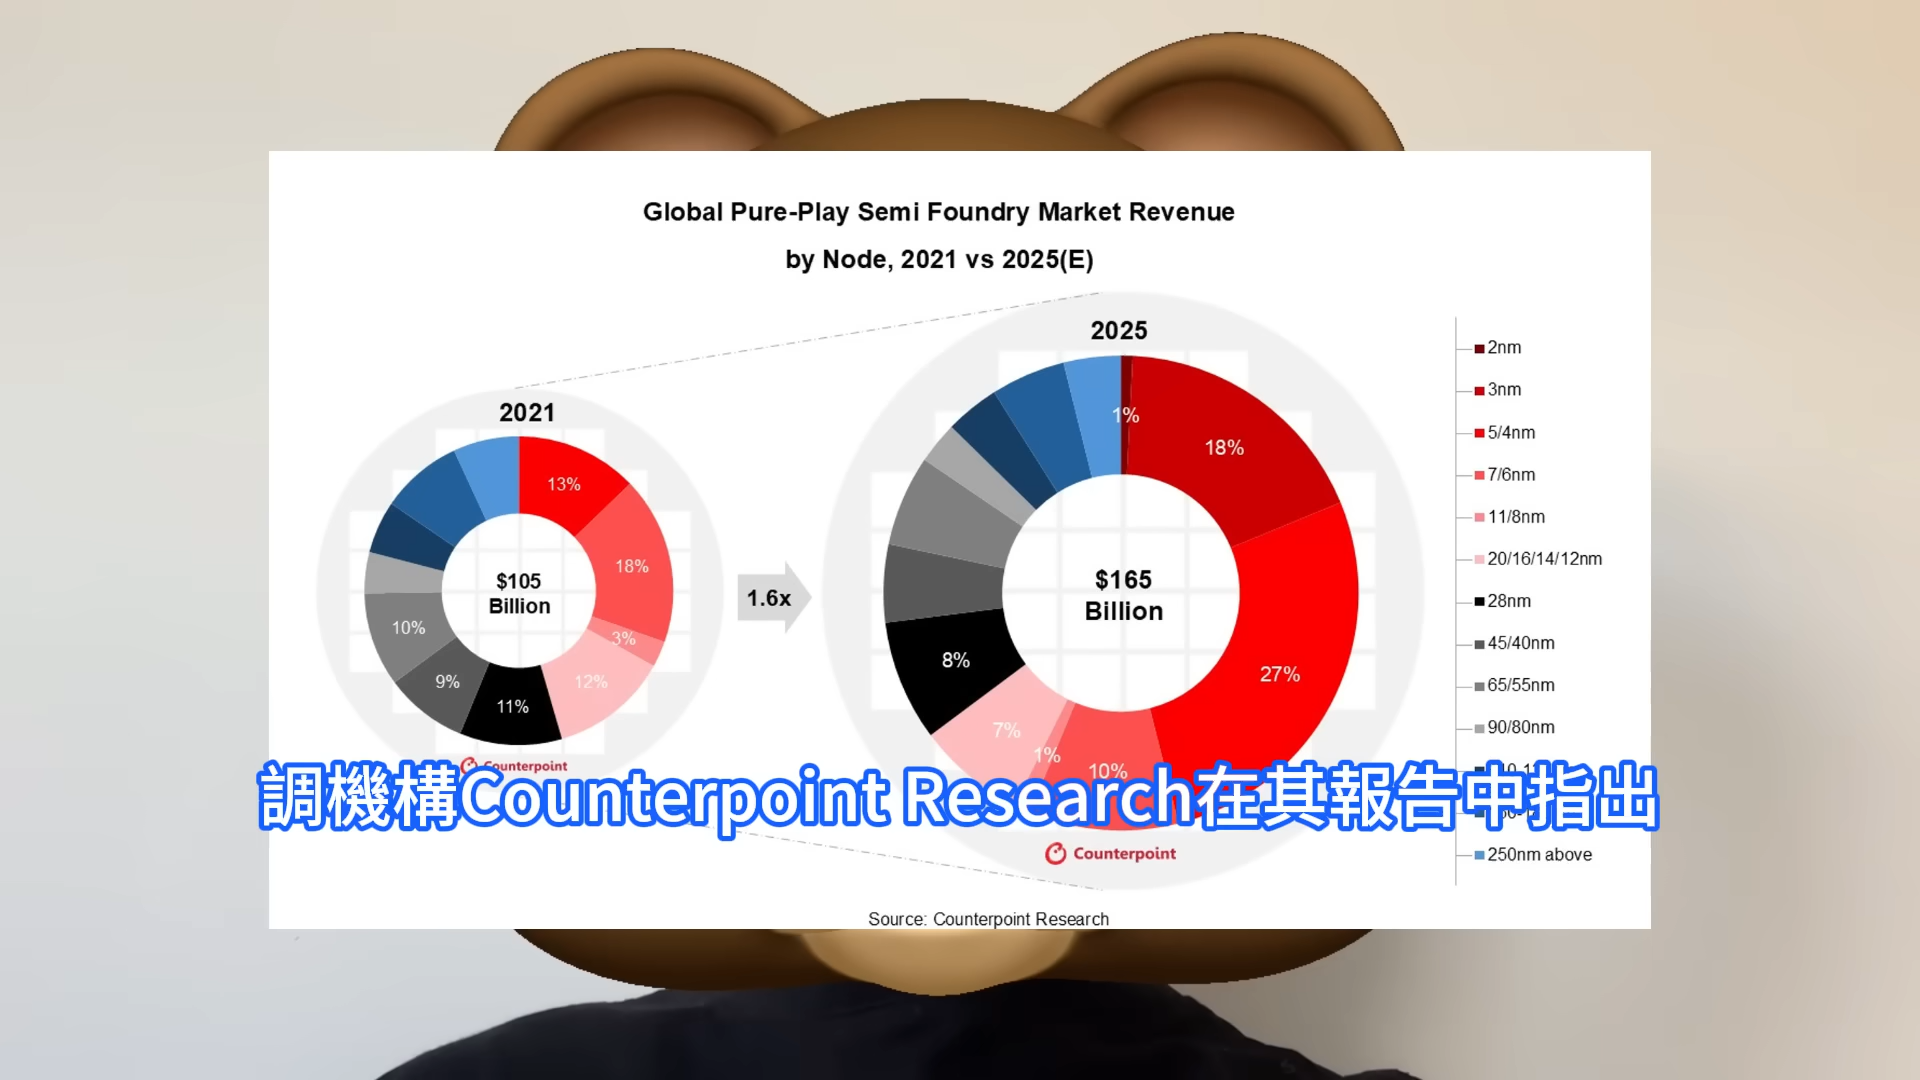 Global Pure-Play Semi Foundry Market Revenue
by Node, 2021 vs 2025(E)
2021
13%
18%
3%
12%
11%
9%
10%
$105
Billion
Counterpoint
1.6x
2025
1%
18%
27%
10%
1%
7%
8%
$165
Billion
Counterpoint
2nm
3nm
5/4nm
7/6nm
11/8nm
20/16/14/12nm
28nm
45/40nm
65/55nm
90/80nm
250nm above
調機構Counterpoint Research在其報告中指出
Source: Counterpoint Research